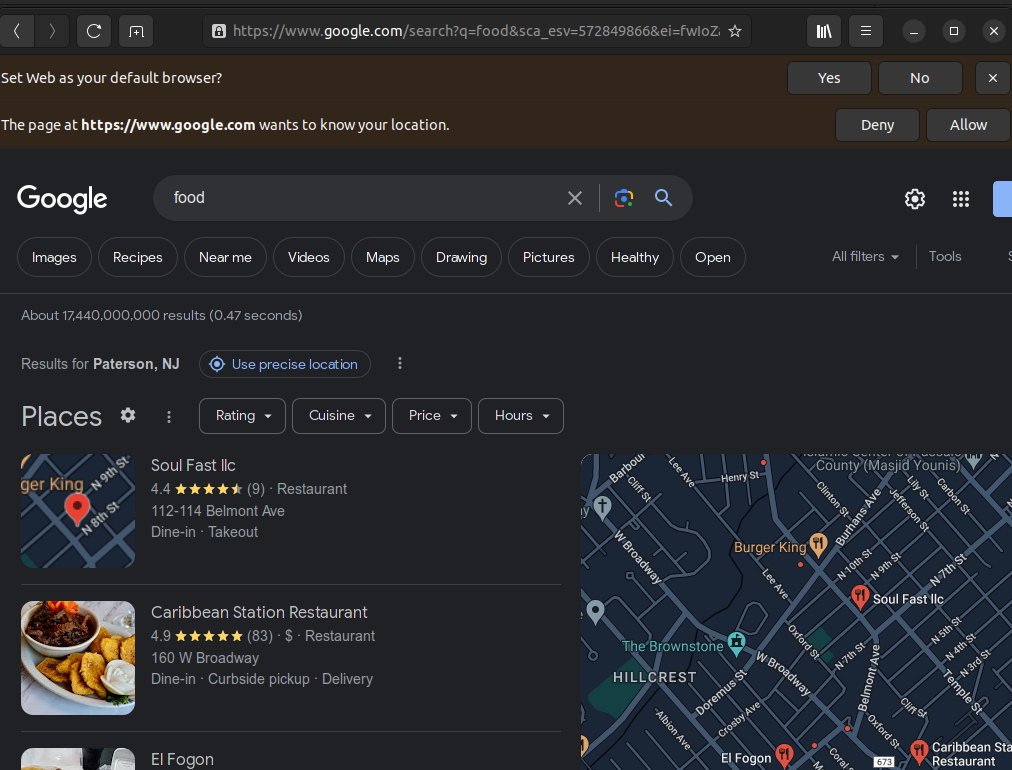 https://www.google.com/search?q=food&sca_esv=572849866&ei=fwIoZ
Set Web as your default browser?
Yes
No
The page at https://www.google.com wants to know your location.
Deny
Allow
Google
food
Images
Recipes
Near me
Videos
Maps
Drawing
Pictures
Healthy
Open
All filters
Tools
About 17,440,000,000 results (0.47 seconds)
Results for Paterson, NJ
Use precise location
Places
Rating
Cuisine
Price
Hours
ger King
N 9th St
N 8th St
Soul Fast llc
4.4 (9) · Restaurant
112-114 Belmont Ave
Dine-in · Takeout
Caribbean Station Restaurant
4.9 (83) · $ · Restaurant
160 W Broadway
Dine-in · Curbside pickup · Delivery
El Fogon
County (Masjid Younis)
Barbour
Cliff St
Lee Ave
Henry St
Clinton St
Burhans Ave
Lily St
Jefferson St
Carbon St
W Broadway
Burger King
Lee Ave
N 10th St
N 9th St
N 7th St
Soul Fast llc
The Brownstone
HILLCREST
Oxford St
N 7th St
N 5th St
N 4th St
N 3rd St
Temple St
W Broadway
Doremus St
Crosby Ave
Belmont Ave
Cliff St
Oxford St
Albion Ave
El Fogon
673
Caribbean Sta
Restaurant